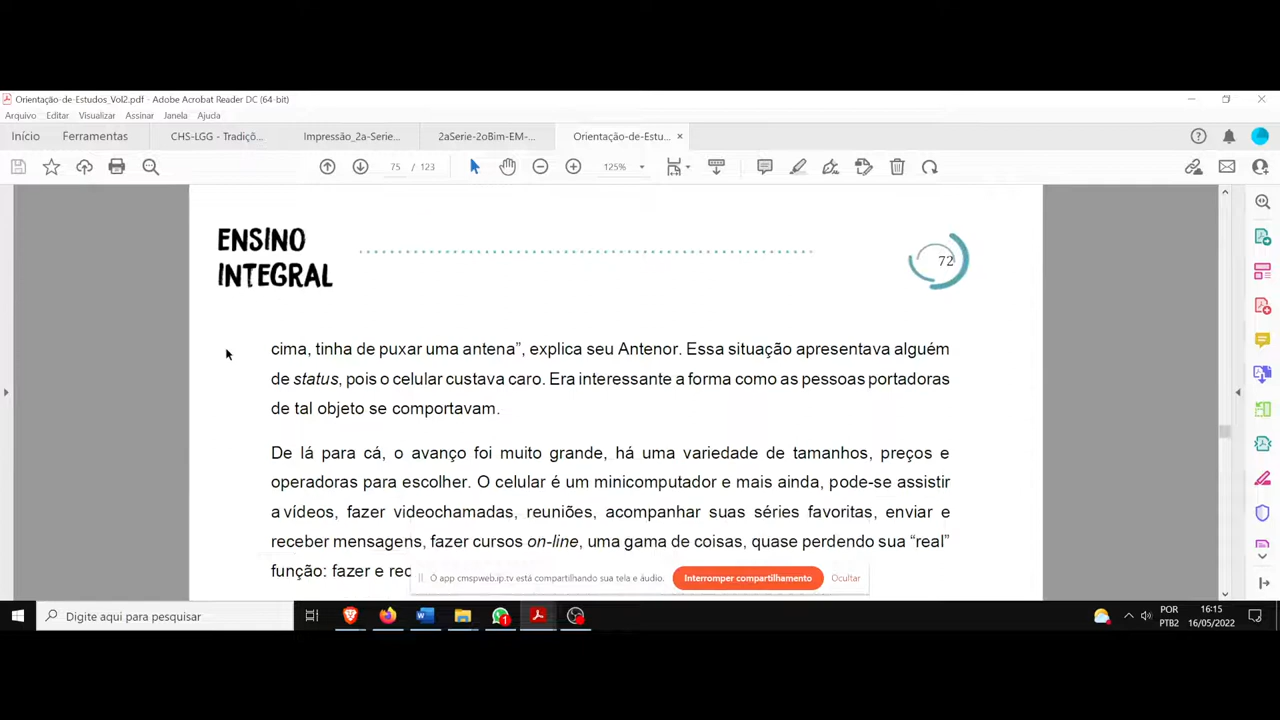 Orientação-de-Estudos_Vol2.pdf - Adobe Acrobat Reader DC (64-bit)
Arquivo Editar Visualizar Assinar Janela Ajuda
Início Ferramentas CHS-LGG - Tradiçõ... Impressão_2a-Serie... 2aSerie-2oBim-EM-... Orientação-de-Estu... ×
75 / 123 125%
ENSINO
INTEGRAL
72
cima, tinha de puxar uma antena”, explica seu Antenor. Essa situação apresentava alguém
de status, pois o celular custava caro. Era interessante a forma como as pessoas portadoras
de tal objeto se comportavam.
De lá para cá, o avanço foi muito grande, há uma variedade de tamanhos, preços e
operadoras para escolher. O celular é um minicomputador e mais ainda, pode-se assistir
a vídeos, fazer videochamadas, reuniões, acompanhar suas séries favoritas, enviar e
receber mensagens, fazer cursos on-line, uma gama de coisas, quase perdendo sua “real”
função: fazer e rec
O app cmspweb.ip.tv está compartilhando sua tela e áudio. Interromper compartilhamento Ocultar
Digite aqui para pesquisar
1
POR
PTB2
16:15
16/05/2022